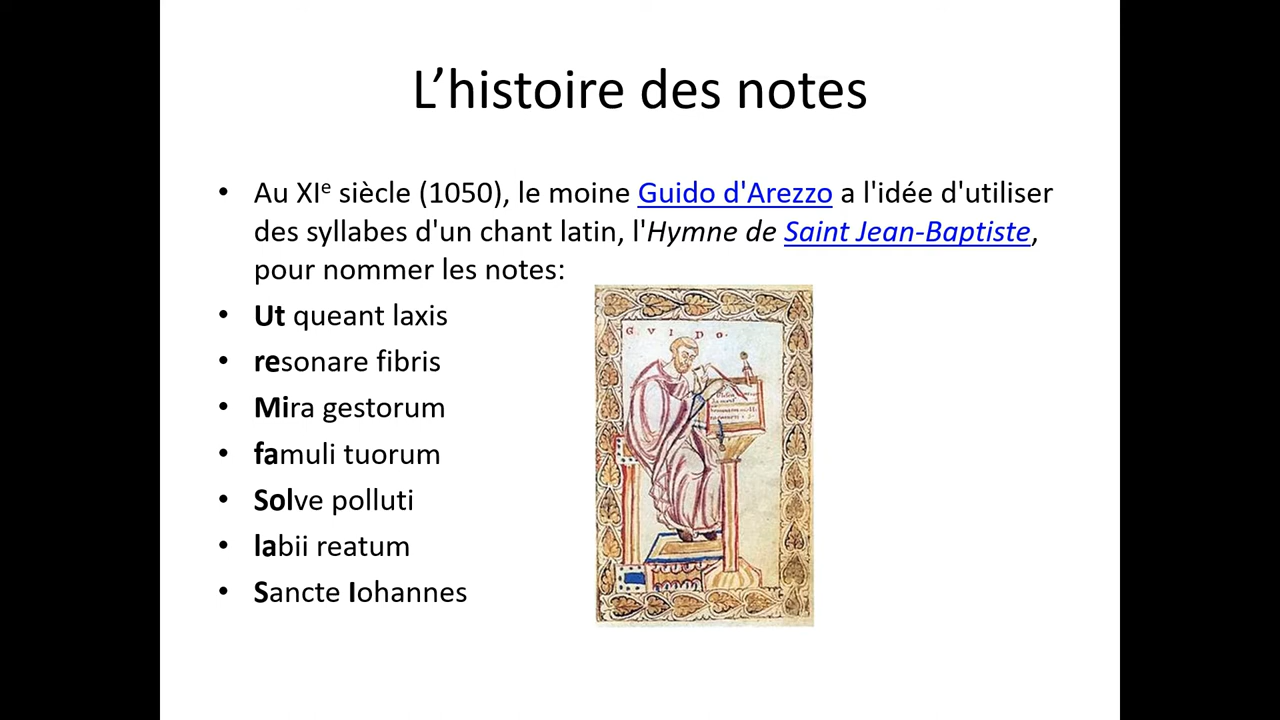 L’histoire des notes
• Au XIe siècle (1050), le moine Guido d'Arezzo a l'idée d'utiliser
des syllabes d'un chant latin, l'Hymne de Saint Jean-Baptiste,
pour nommer les notes:
• Ut queant laxis
• resonare fibris
• Mira gestorum
• famuli tuorum
• Solve polluti
• labii reatum
• Sancte Iohannes
G U I D O